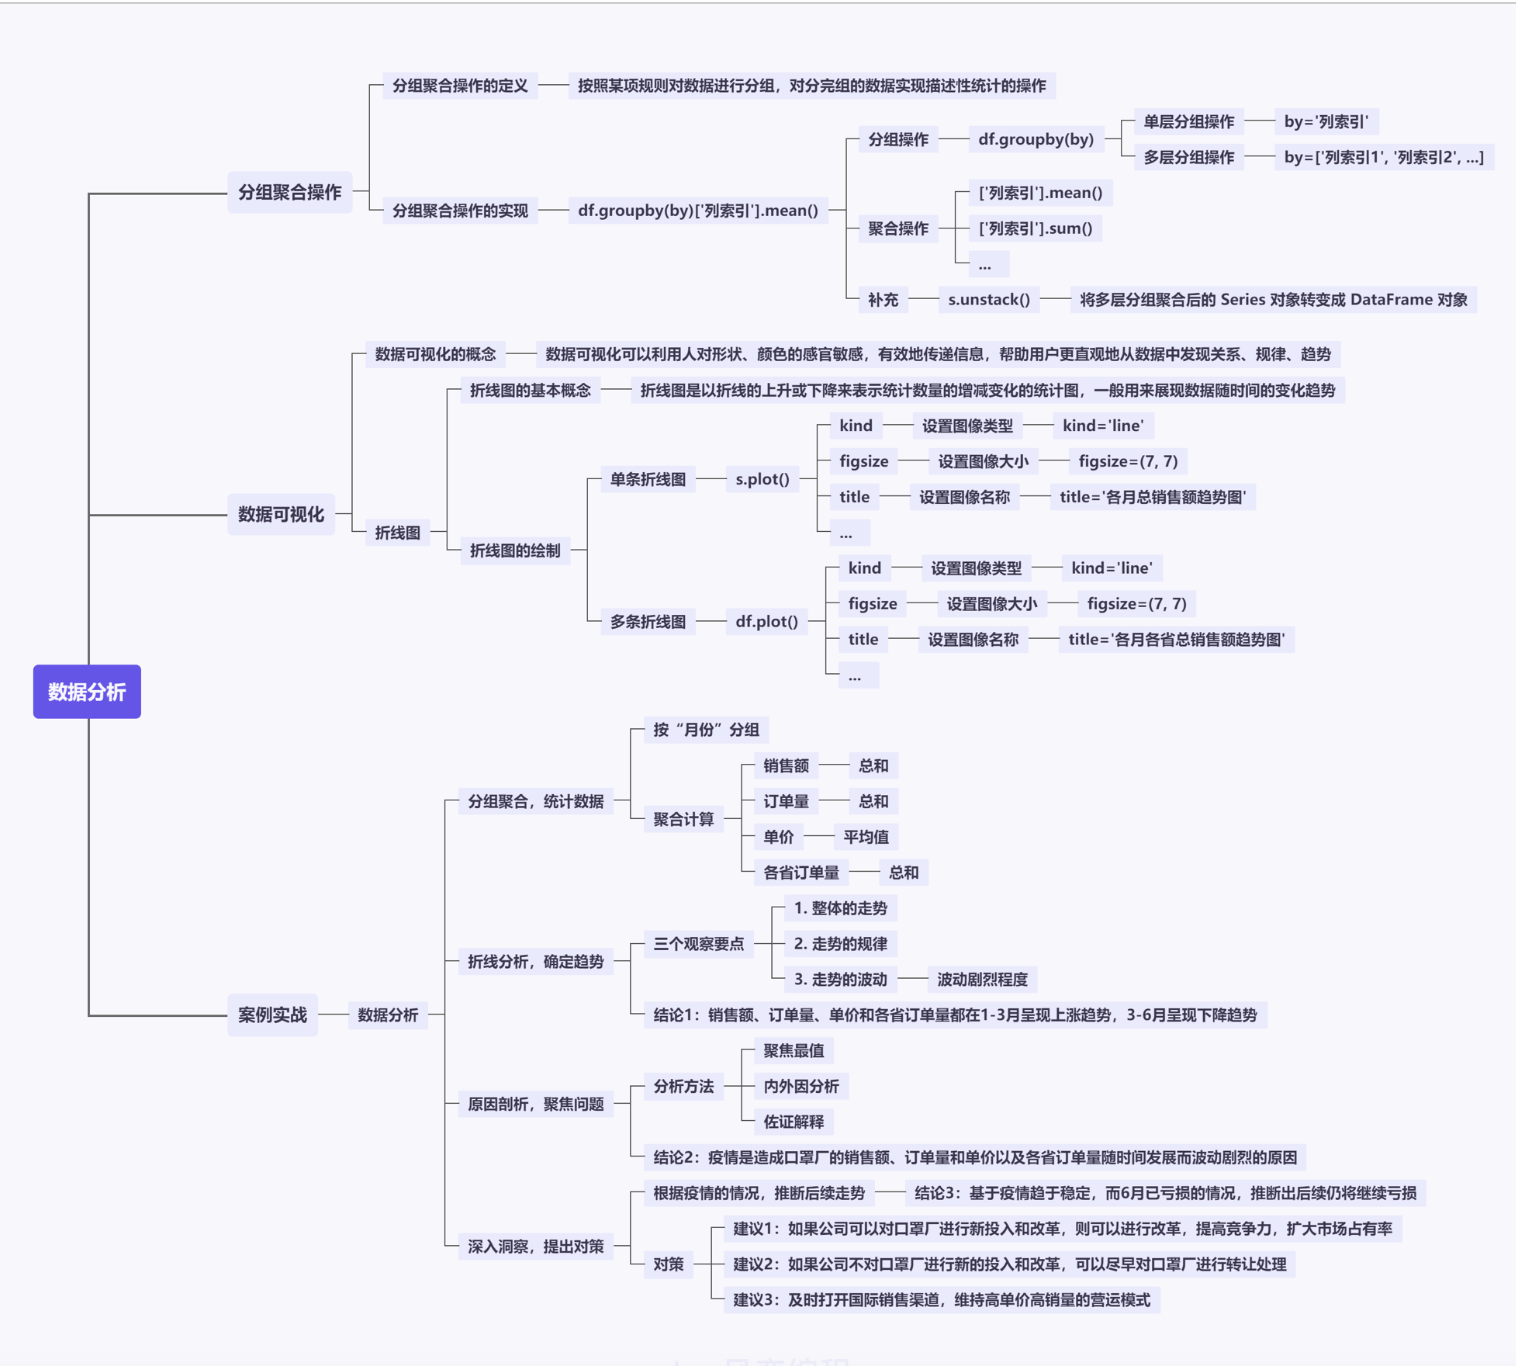 数据分析
分组聚合操作
分组聚合操作的定义
按照某项规则对数据进行分组，对分完组的数据实现描述性统计的操作
分组聚合操作的实现
df.groupby(by)['列索引'].mean()
分组操作
df.groupby(by)
单层分组操作
by='列索引'
多层分组操作
by=['列索引1', '列索引2', ...]
聚合操作
['列索引'].mean()
['列索引'].sum()
...
补充
s.unstack()
将多层分组聚合后的 Series 对象转变成 DataFrame 对象
数据可视化
数据可视化的概念
数据可视化可以利用人对形状、颜色的感官敏感，有效地传递信息，帮助用户更直观地从数据中发现关系、规律、趋势
折线图
折线图的基本概念
折线图是以折线的上升或下降来表示统计数量的增减变化的统计图，一般用来展现数据随时间的变化趋势
折线图的绘制
单条折线图
s.plot()
kind
设置图像类型
kind='line'
figsize
设置图像大小
figsize=(7, 7)
title
设置图像名称
title='各月总销售额趋势图'
...
多条折线图
df.plot()
kind
设置图像类型
kind='line'
figsize
设置图像大小
figsize=(7, 7)
title
设置图像名称
title='各月各省总销售额趋势图'
...
案例实战
数据分析
分组聚合，统计数据
按“月份”分组
聚合计算
销售额
总和
订单量
总和
单价
平均值
各省订单量
总和
折线分析，确定趋势
三个观察要点
1. 整体的走势
2. 走势的规律
3. 走势的波动
波动剧烈程度
结论1：销售额、订单量、单价和各省订单量都在1-3月呈现上涨趋势，3-6月呈现下降趋势
原因剖析，聚焦问题
分析方法
聚焦最值
内外因分析
佐证解释
结论2：疫情是造成口罩厂的销售额、订单量和单价以及各省订单量随时间发展而波动剧烈的原因
深入洞察，提出对策
根据疫情的情况，推断后续走势
结论3：基于疫情趋于稳定，而6月已亏损的情况，推断出后续仍将继续亏损
对策
建议1：如果公司可以对口罩厂进行新投入和改革，则可以进行改革，提高竞争力，扩大市场占有率
建议2：如果公司不对口罩厂进行新的投入和改革，可以尽早对口罩厂进行转让处理
建议3：及时打开国际销售渠道，维持高单价高销量的营运模式